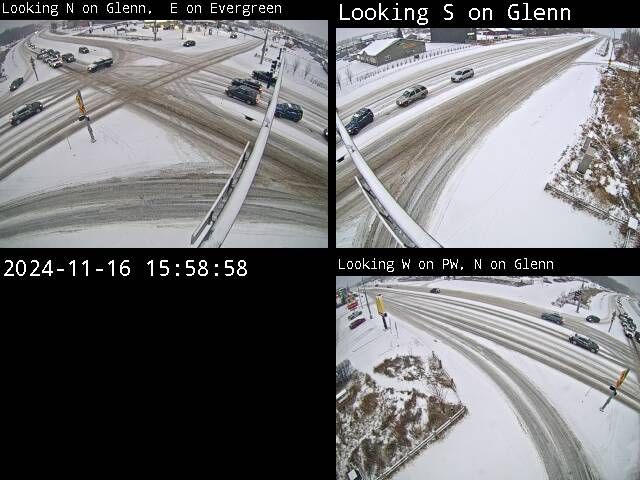 Looking N on Glenn,  E on Evergreen
Looking S on Glenn
2024-11-16 15:58:58
Looking W on PW, N on Glenn